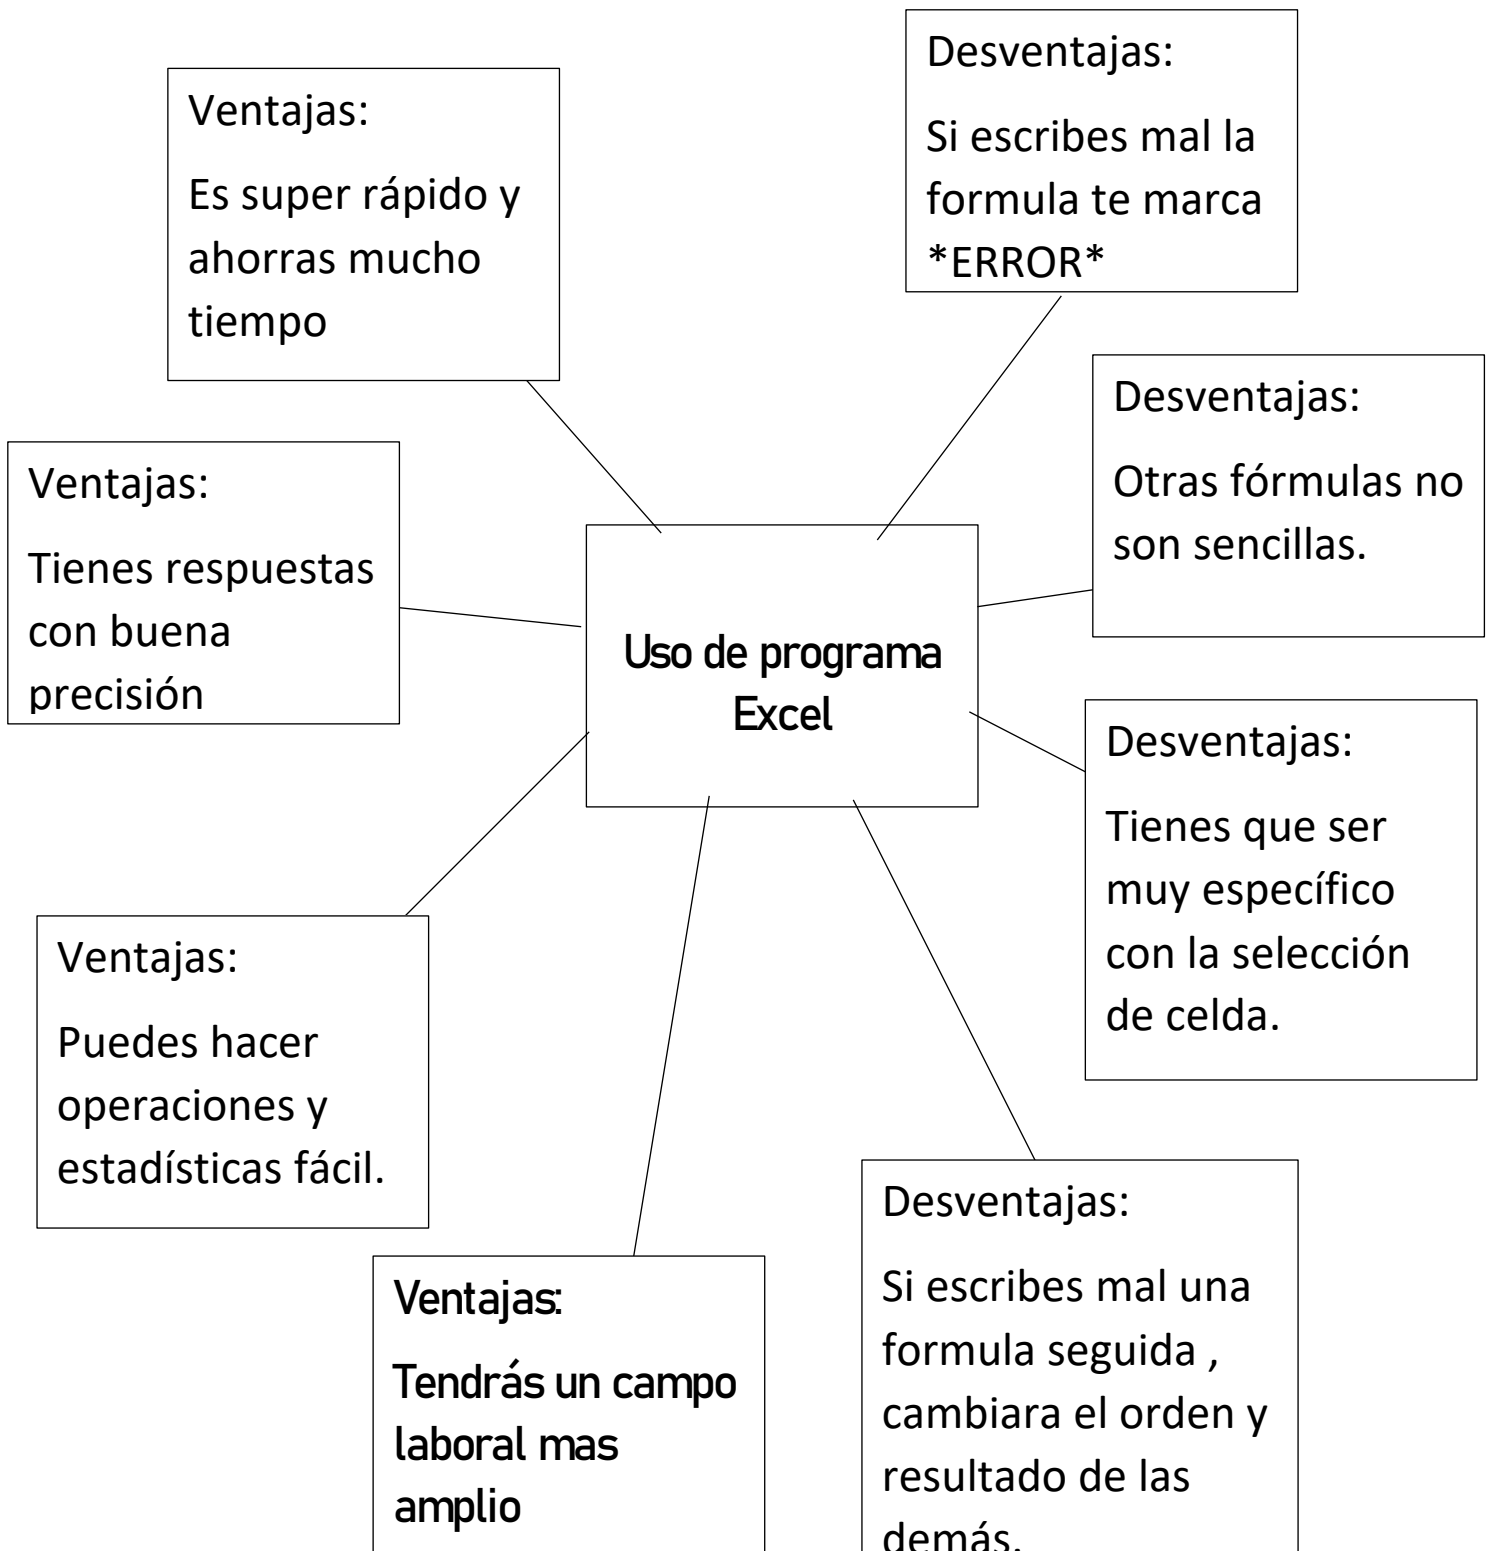 Desventajas:
Si escribes mal la
formula te marca
*ERROR*
Ventajas:
Es super rápido y
ahorras mucho
tiempo
Desventajas:
Otras fórmulas no
son sencillas.
Ventajas:
Tienes respuestas
con buena
precisión
Uso de programa
Excel
Desventajas:
Tienes que ser
muy específico
con la selección
de celda.
Ventajas:
Puedes hacer
operaciones y
estadísticas fácil.
Ventajas:
Tendrás un campo
laboral mas
amplio
Desventajas:
Si escribes mal una
formula seguida ,
cambiara el orden y
resultado de las
demás.